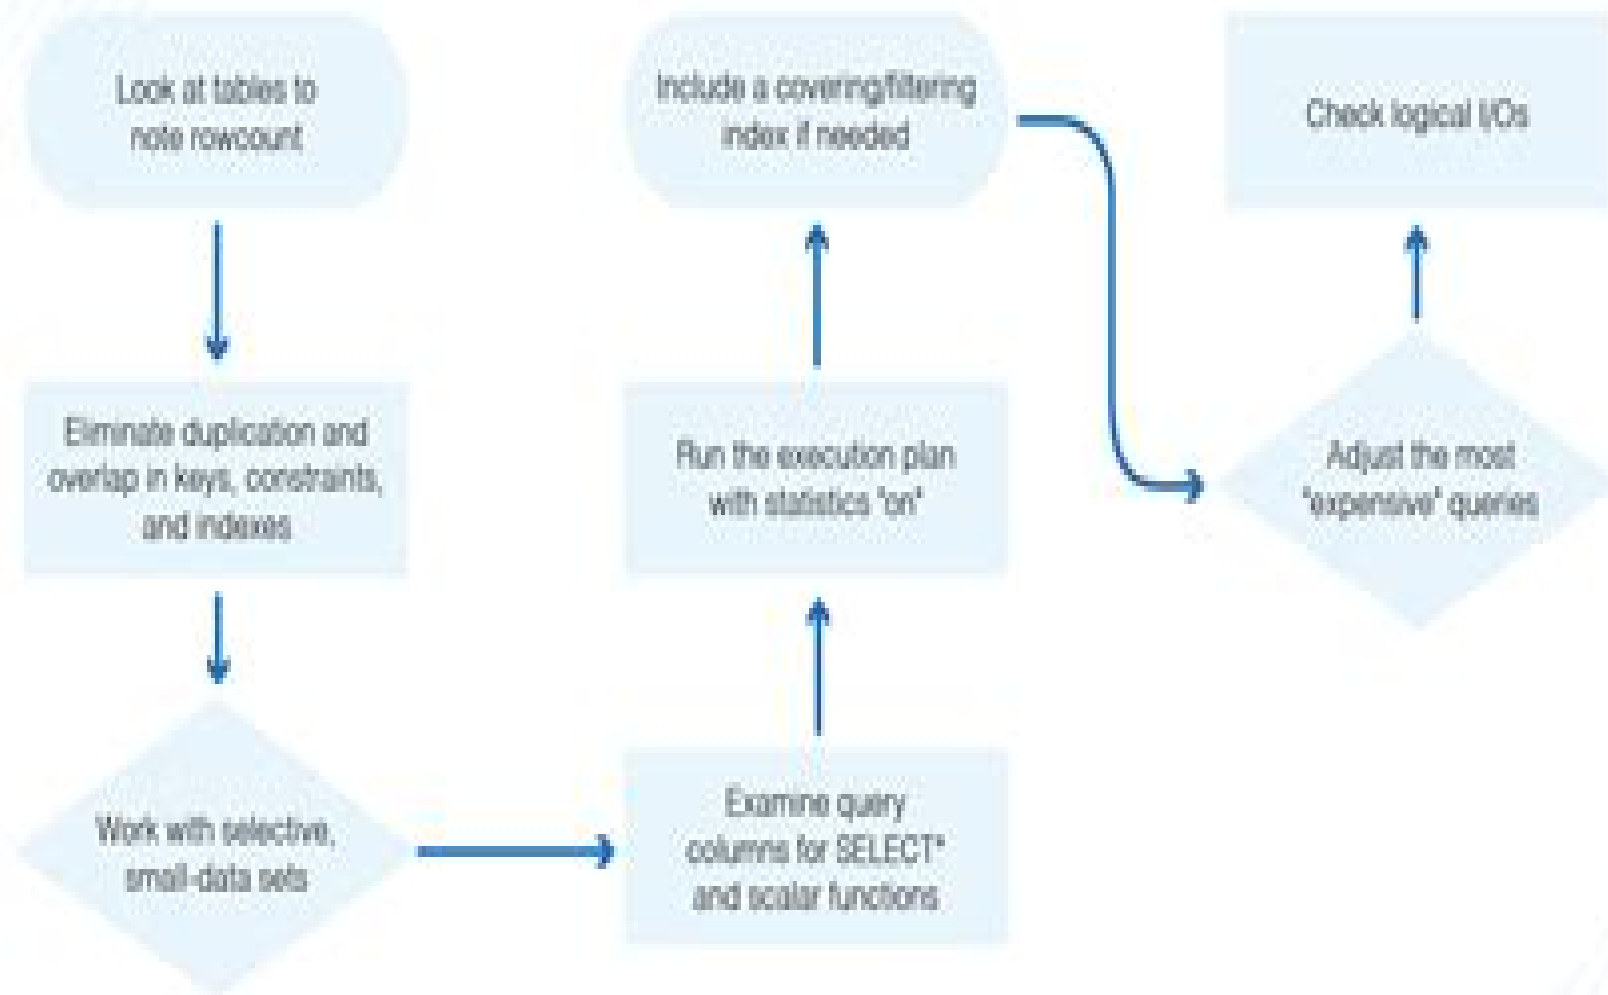 Look at tables to
note rowcount
Eliminate duplication and
overlap in keys, constraints,
and indexes
Work with selective,
small-data sets
Examine query
columns for SELECT*
and scalar functions
Run the execution plan
with statistics "on"
Include a covering/filtering
index if needed
Adjust the most
"expensive" queries
Check logical I/Os